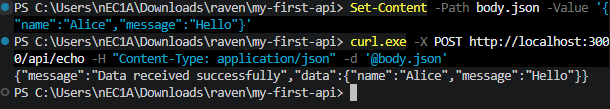 PS C:\Users\nEC1A\Downloads\raven\my-first-api> Set-Content -Path body.json -Value '{
"name":"Alice","message":"Hello"}'
PS C:\Users\nEC1A\Downloads\raven\my-first-api> curl.exe -X POST http://localhost:300
0/api/echo -H "Content-Type: application/json" -d '@body.json'
{"message":"Data received successfully","data":{"name":"Alice","message":"Hello"}}
PS C:\Users\nEC1A\Downloads\raven\my-first-api>